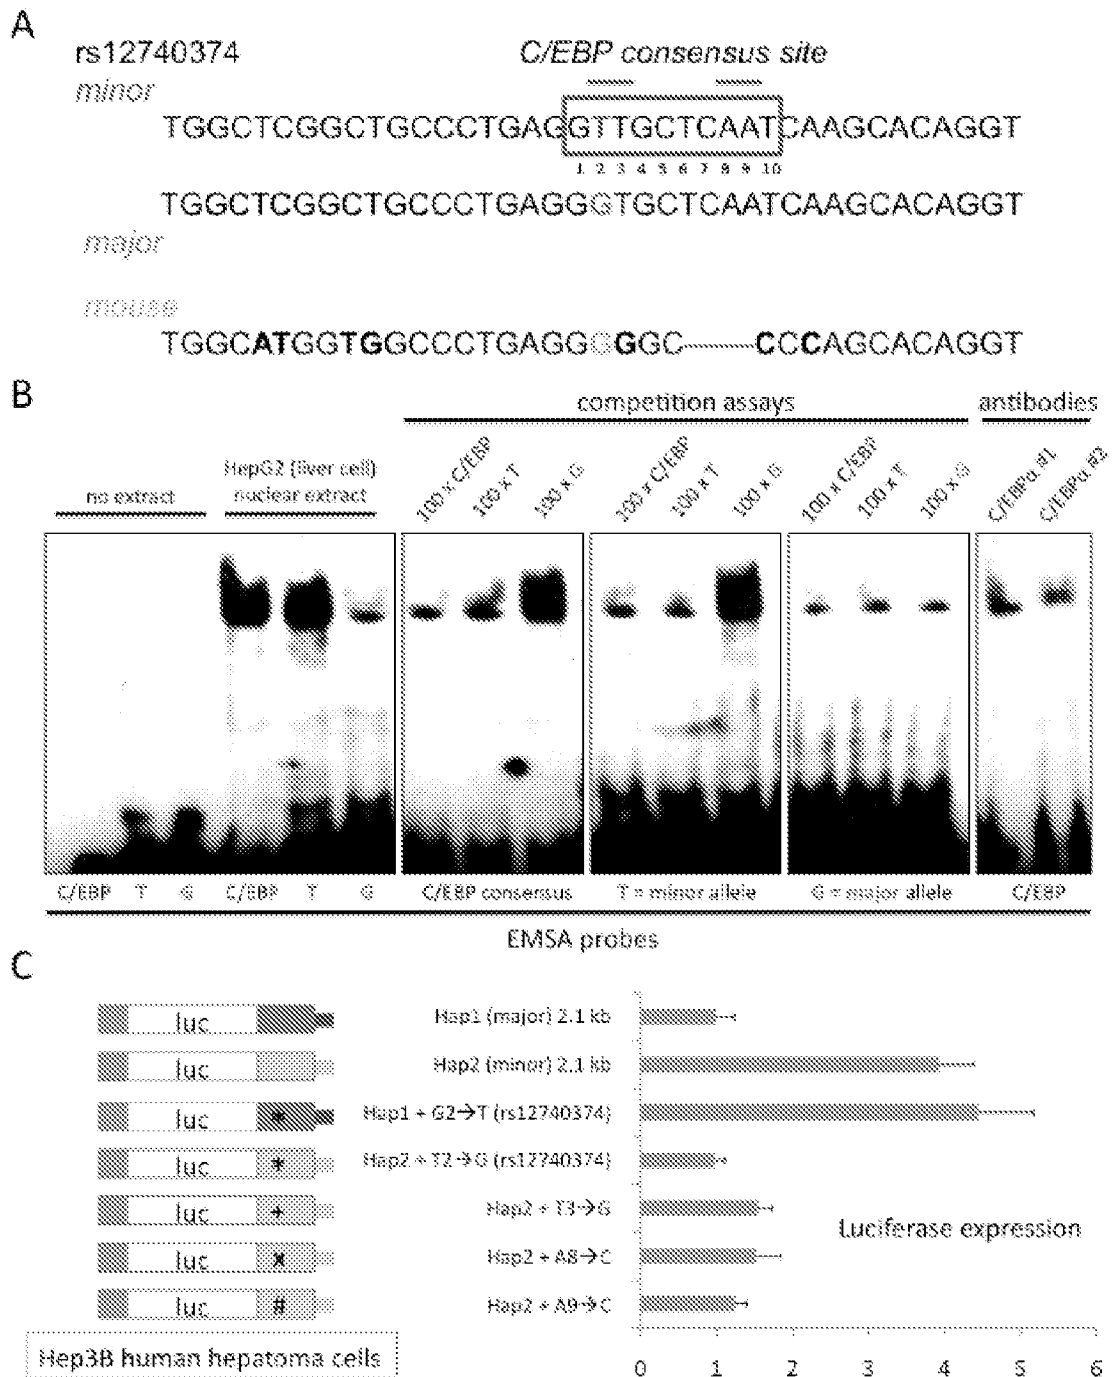 A
rs12740374
C/EBP consensus site
minor
TGGCTCGGCTGCCCTGAGGTTGCTCAATCAAGCACAGGT
1 2 3 4 5 6 7 8 9 10
TGGCTCGGCTGCCCTGAGGGTGCTCAATCAAGCACAGGT
major
mouse
TGGCATGGTGGCCCTGAGGCGGC CCCAGCACAGGT
B
competition assays
antibodies
no extract
HepG2 (liver cell)
nuclear extract
100 x C/EBP
100 x T
100 x G
100 x C/EBP
100 x T
100 x G
100 x C/EBP
100 x T
100 x G
C/EBPα #1
C/EBPα #2
C/EBP T G C/EBP T G C/EBP consensus T = minor allele G = major allele C/EBP
EMSA probes
C
luc Hap1 (major) 2.1 kb
luc Hap2 (minor) 2.1 kb
luc * Hap1 + G2→T (rs12740374)
luc * Hap2 + T2→G (rs12740374)
luc + Hap2 + T3→G
Luciferase expression
luc x Hap2 + A8→C
luc # Hap2 + A9→C
Hep3B human hepatoma cells
0 1 2 3 4 5 6